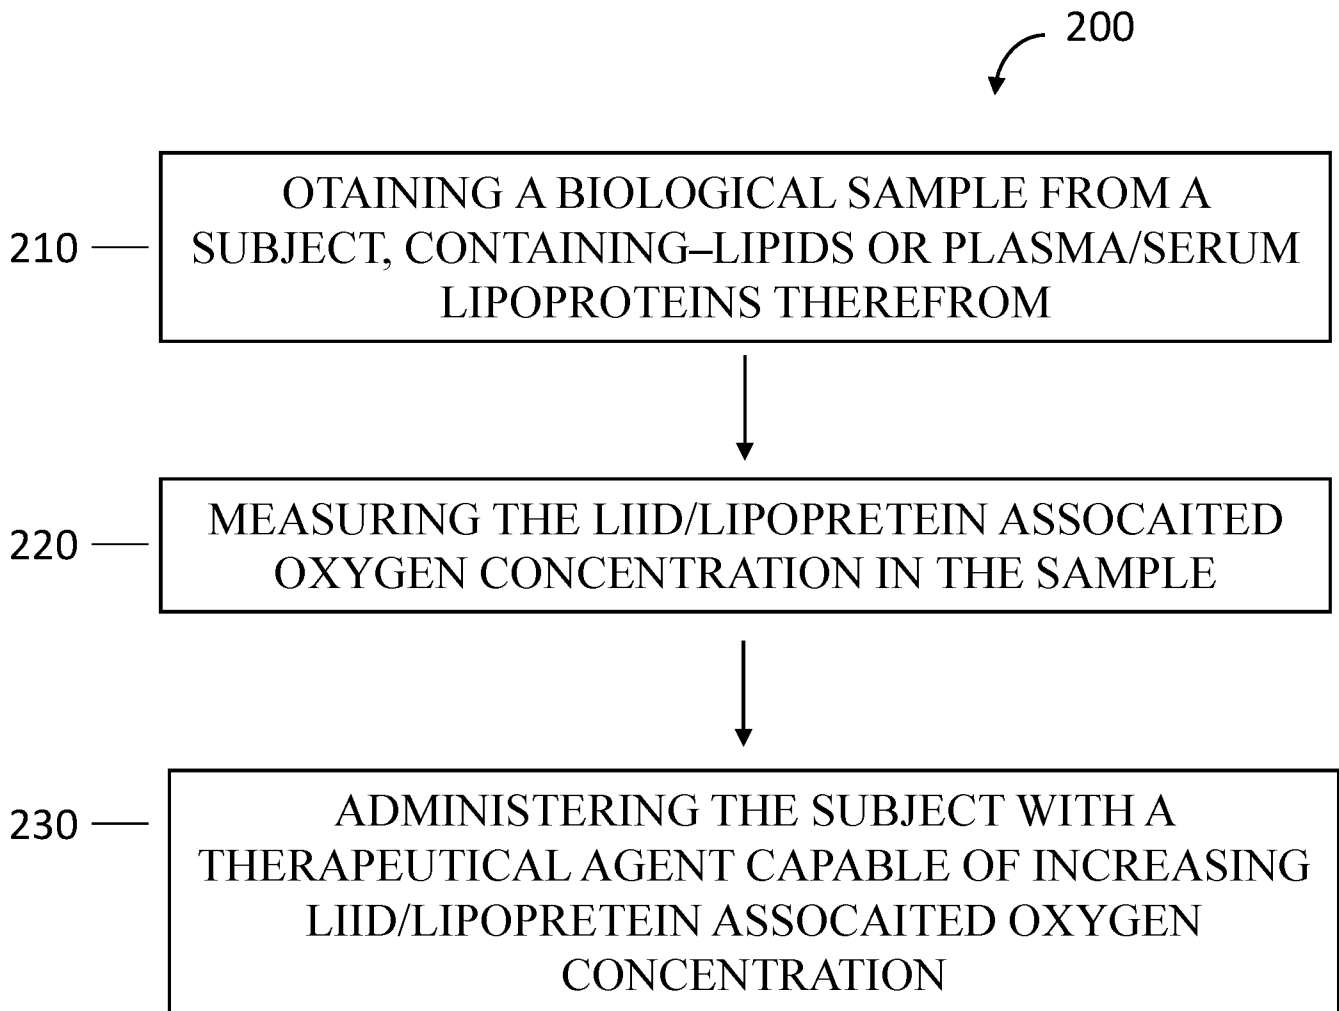 200
210
OTAINING A BIOLOGICAL SAMPLE FROM A
SUBJECT, CONTAINING–LIPIDS OR PLASMA/SERUM
LIPOPROTEINS THEREFROM
220
MEASURING THE LIID/LIPOPRETEIN ASSOCAITED
OXYGEN CONCENTRATION IN THE SAMPLE
230
ADMINISTERING THE SUBJECT WITH A
THERAPEUTICAL AGENT CAPABLE OF INCREASING
LIID/LIPOPRETEIN ASSOCAITED OXYGEN
CONCENTRATION